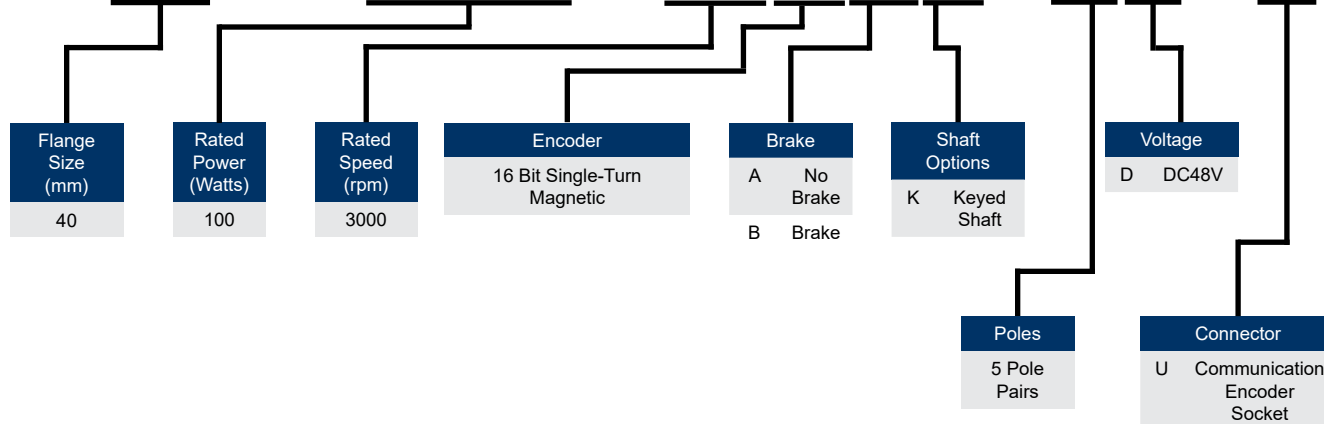 Flange
Size
(mm)
40
Rated
Power
(Watts)
100
Rated
Speed
(rpm)
3000
Encoder
16 Bit Single-Turn
Magnetic
Brake
A No
Brake
B Brake
Shaft
Options
K Keyed
Shaft
Voltage
D DC48V
Poles
5 Pole
Pairs
Connector
U Communication
Encoder
Socket